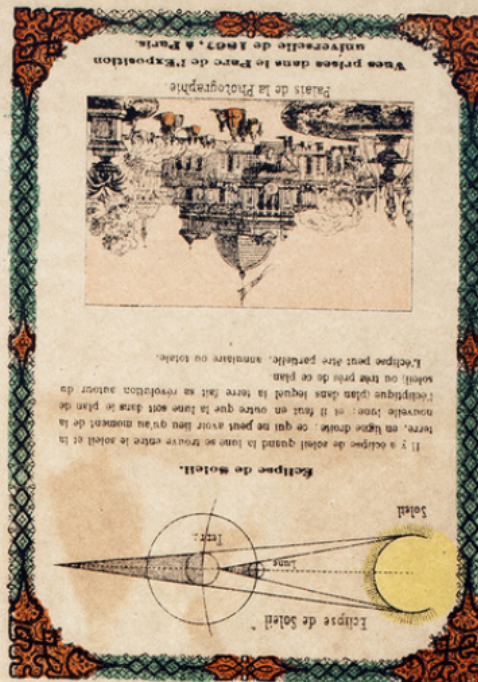 Eclipse de Soleil
Lune
Terre
Soleil
Éclipse de Soleil.
Il y a éclipse de soleil quand la lune se trouve entre le soleil et la
terre, en ligne droite; ce qui ne peut avoir lieu qu'au moment de la
nouvelle lune; et il faut en outre que la lune soit dans le plan de
l'écliptique (plan dans lequel la terre fait sa révolution autour du
soleil) ou très près de ce plan.
L'éclipse peut être partielle, annulaire ou totale.
Palais de la Photographie.
Vues prises dans le Parc de l'Exposition
universelle de 1867, à Paris.